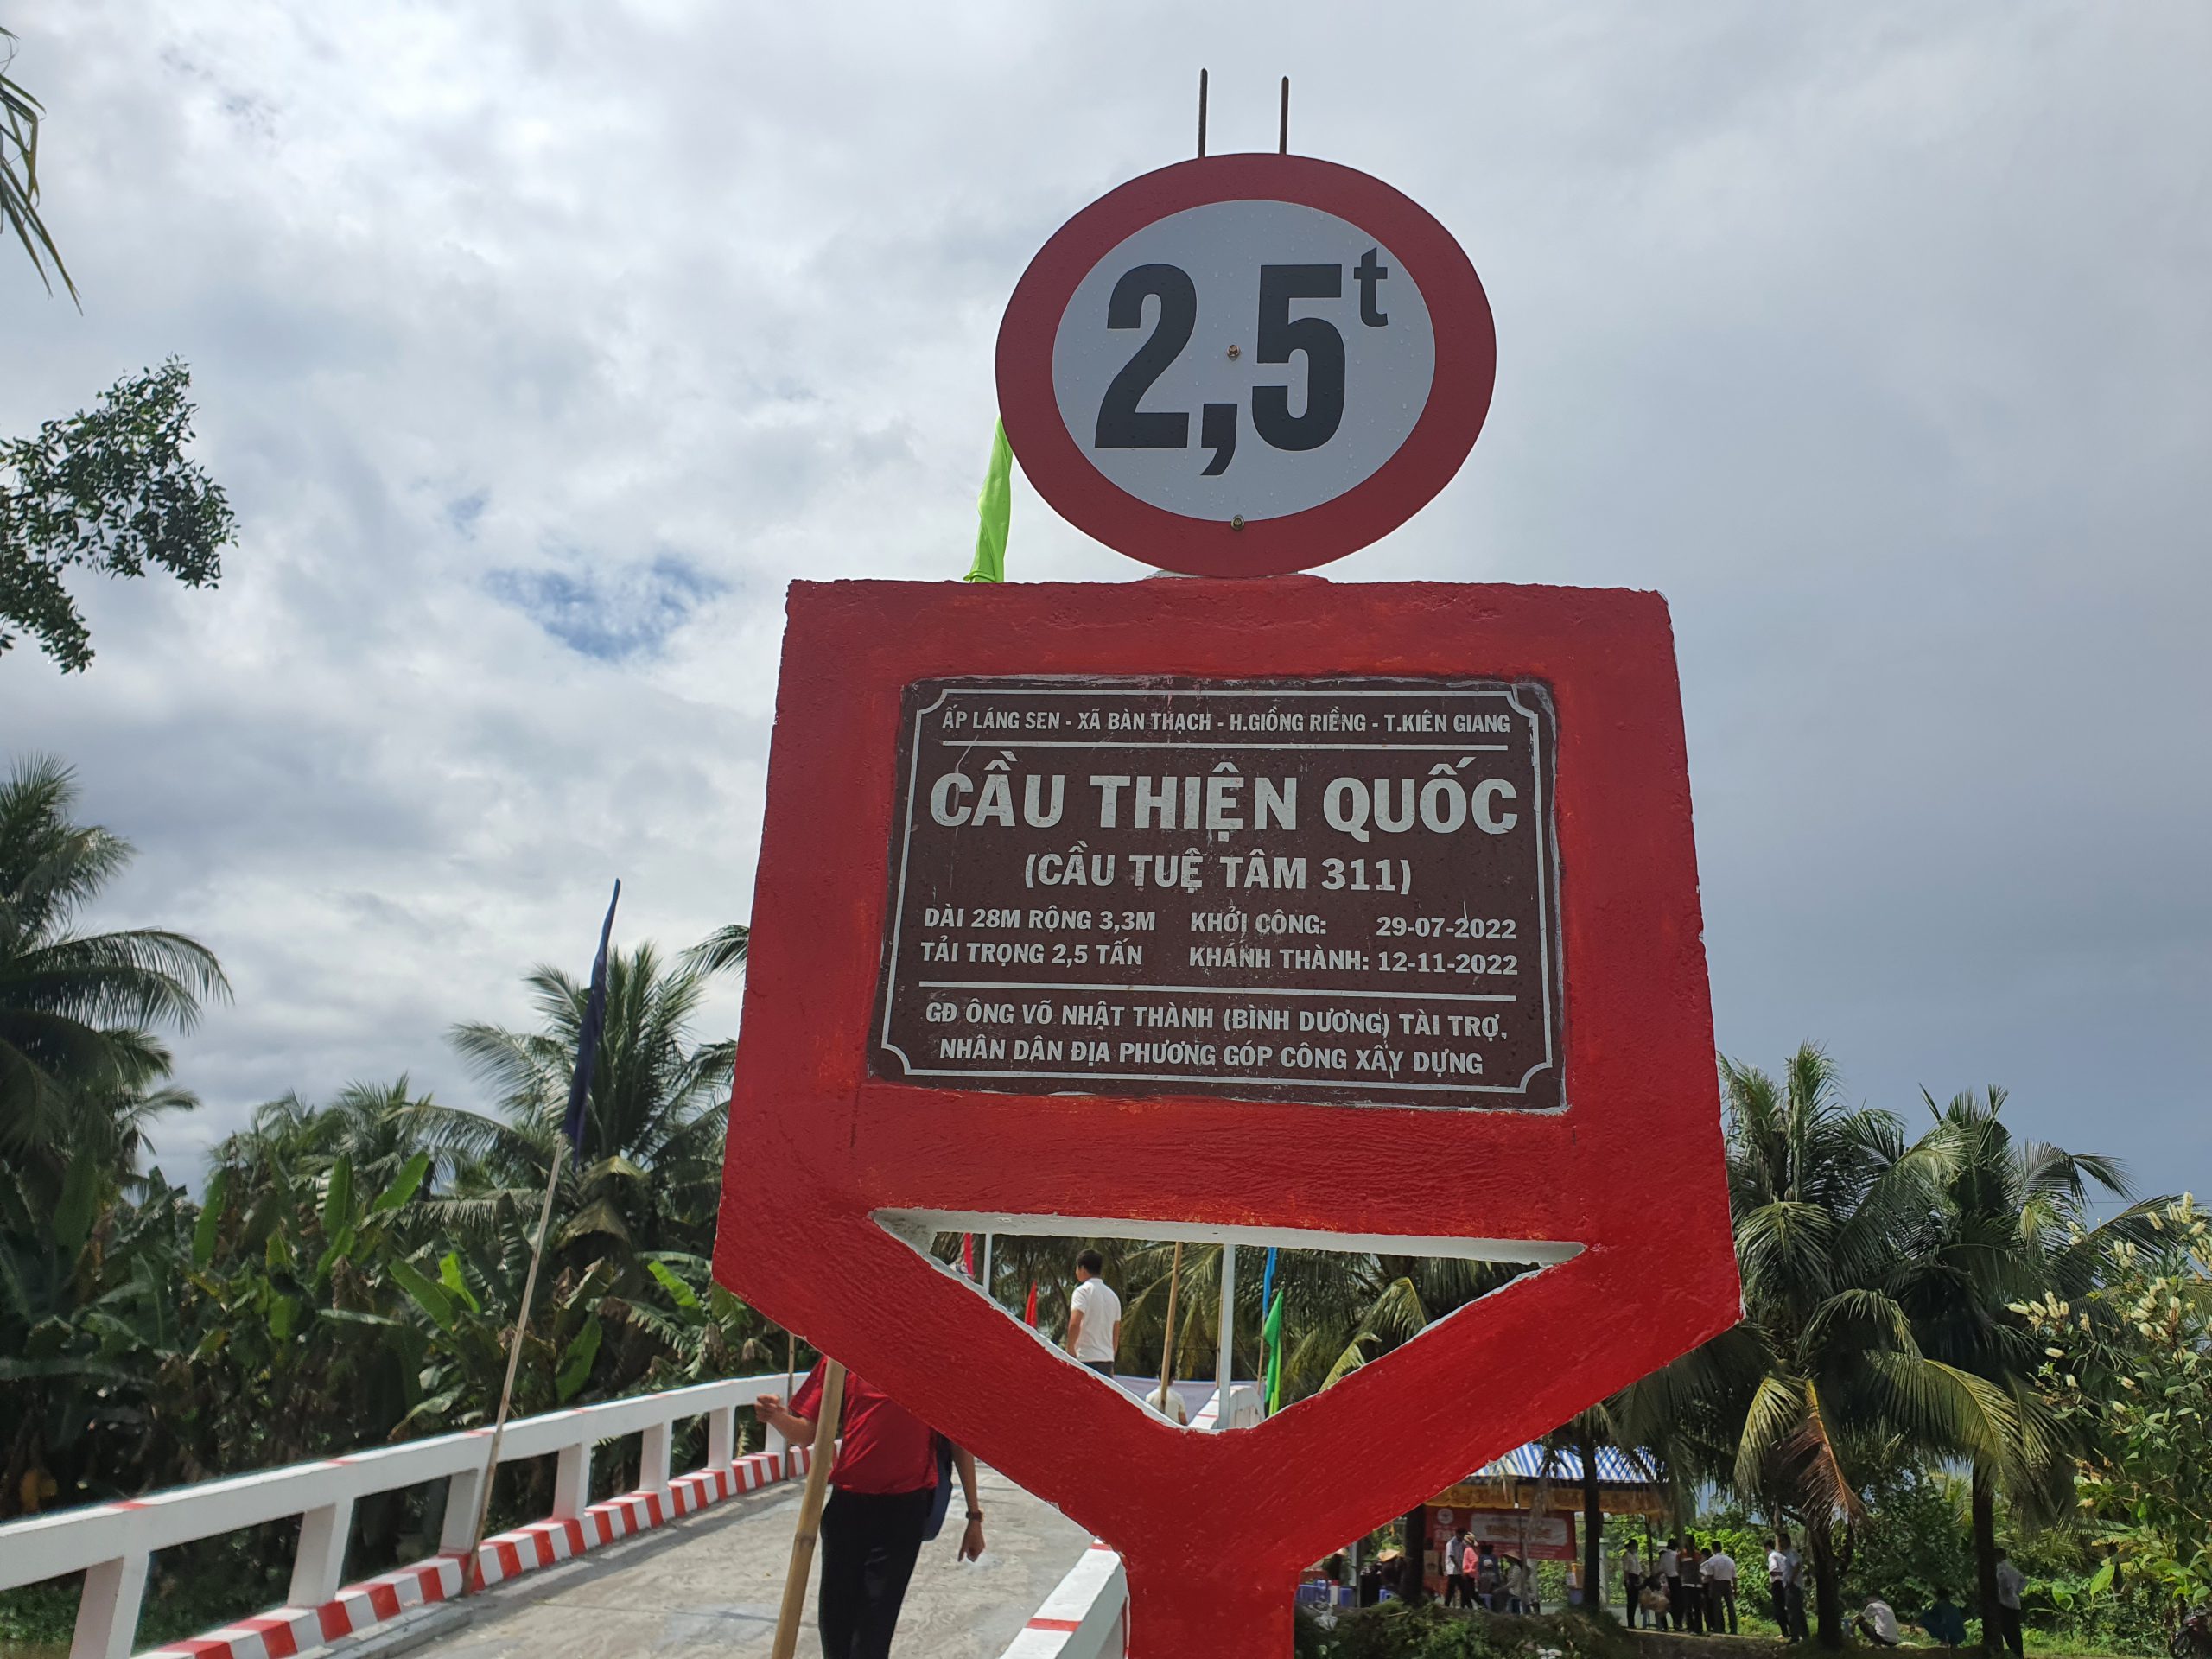 2,5t
ẤP LÁNG SEN - XÃ BÀN THẠCH - H.GIỒNG RIỀNG - T.KIÊN GIANG
CẦU THIỆN QUỐC
(CẦU TUỆ TÂM 311)
DÀI 28M RỘNG 3,3M KHỞI CÔNG: 29-07-2022
TẢI TRỌNG 2,5 TẤN KHÁNH THÀNH: 12-11-2022
GĐ ÔNG VÕ NHẬT THÀNH (BÌNH DƯƠNG) TÀI TRỢ,
NHÂN DÂN ĐỊA PHƯƠNG GÓP CÔNG XÂY DỰNG